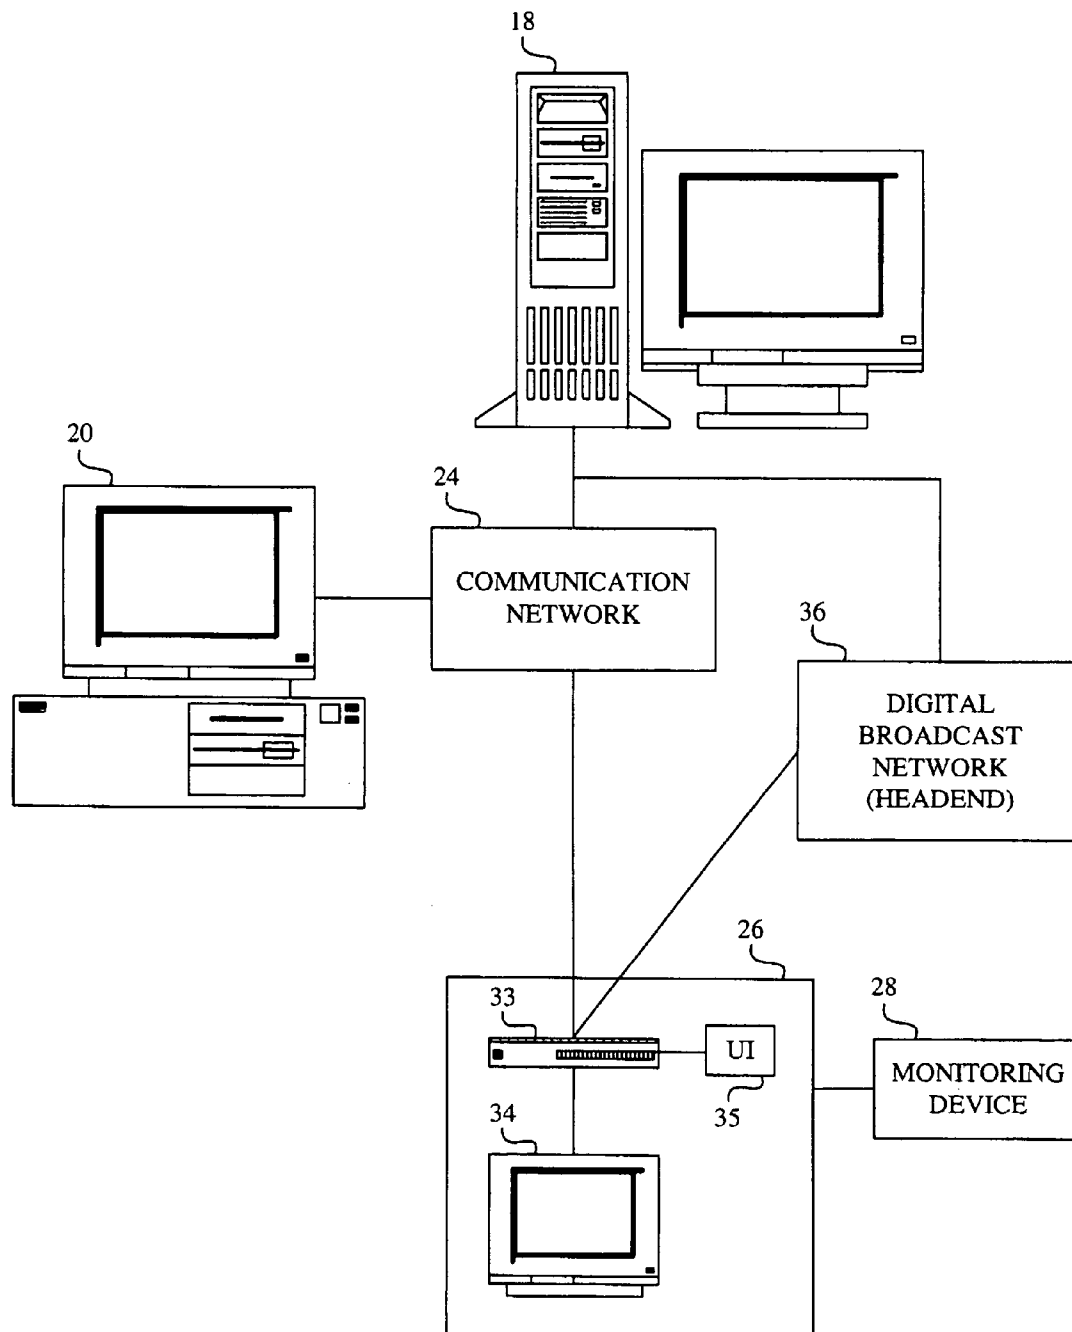 18
20
24
COMMUNICATION
NETWORK
36
DIGITAL
BROADCAST
NETWORK
(HEADEND)
26
33
UI
35
28
MONITORING
DEVICE
34